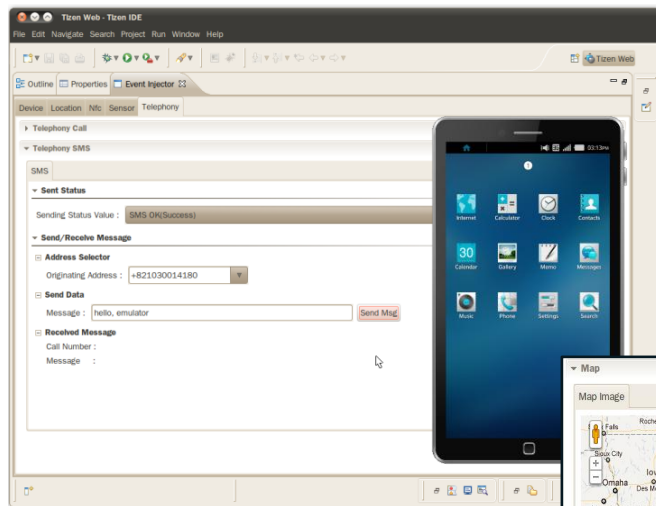 Tizen Web - Tizen IDE
File Edit Navigate Search Project Run Window Help
Tizen Web
Outline Properties Event Injector
Device Location Nfc Sensor Telephony
Telephony Call
Telephony SMS
SMS
Sent Status
Sending Status Value : SMS OK(Success)
Send/Receive Message
Address Selector
Originating Address : +821030014180
Send Data
Message : hello, emulator Send Msg
Received Message
Call Number :
Message :
03:13PM
1
Internet Calculator Clock Contacts
30
Calendar Gallery Memo Messages
Music Phone Settings Search
Map
Map Image
Falls Roche
Sioux City
Iow
Omaha Des M